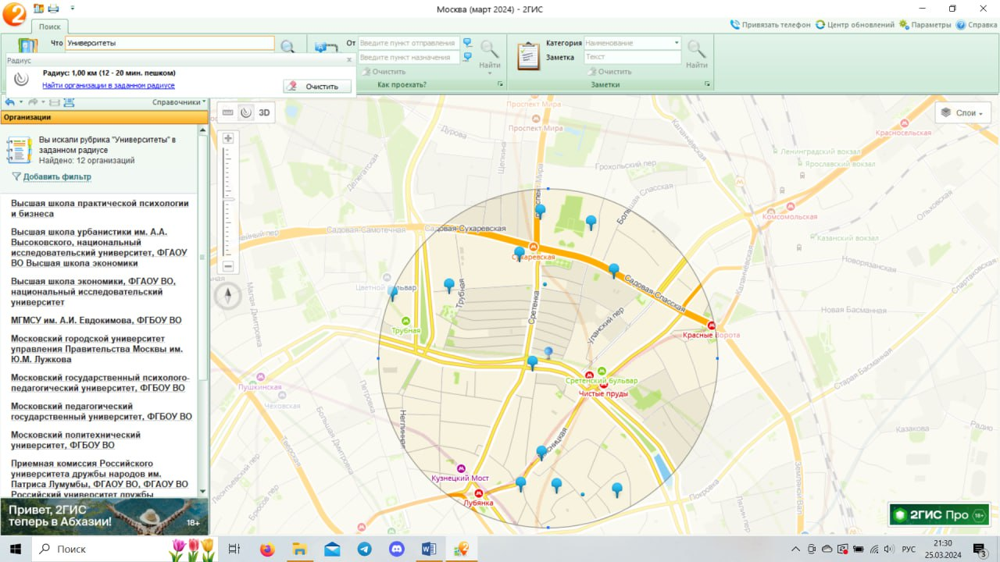 Москва (март 2024) - 2ГИС
Поиск
Привязать телефон
Центр обновлений
Параметры
Справка
Что
Университеты
От
Введите пункт отправления
Введите пункт назначения
Найти
Очистить
Как проехать?
Категория
Наименование
Заметка
Текст
Найти
Очистить
Заметки
Радиус
x
Радиус: 1,00 км (12 - 20 мин. пешком)
Найти организации в заданном радиусе
Очистить
Справочники
Организации
Вы искали рубрика "Университеты" в
заданном радиусе
Найдено: 12 организаций
Добавить фильтр
Высшая школа практической психологии
и бизнеса
Высшая школа урбанистики им. А.А.
Высоковского, национальный
исследовательский университет, ФГАОУ
ВО Высшая школа экономики
Высшая школа экономики, ФГАОУ ВО,
национальный исследовательский
университет
МГМСУ им. А.И. Евдокимова, ФГБОУ ВО
Московский городской университет
управления Правительства Москвы им.
Ю.М. Лужкова
Московский государственный психолого-
педагогический университет, ФГБОУ ВО
Московский педагогический
государственный университет, ФГБОУ ВО
Московский политехнический
университет, ФГБОУ ВО
Приемная комиссия Российского
университета дружбы народов им.
Патриса Лумумбы, ФГАОУ ВО, ФГАОУ ВО
Российский университет дружбы
Привет, 2ГИС
теперь в Абхазии!
18+
3D
Слои
Проспект Мира
Проспект Мира
Дурова
Щепкина
Делегатская
Проспект Мира
Грохольский пер
Каланчёвская
Красносельская
Ленинградский вокзал
Ярославский вокзал
Большая Спасская
Комсомольская
Ольховская
Казанский вокзал
Садовая-Самотечная
Садовая-Сухаревская
Сухаревская
Новорязанская
Каланчёвская
Цветной бульвар
Трубная
Малая Дмитровка
Сретенка
Садовая-Спасская
Новая Басманная
Трубная
Уланский пер
Красные Ворота
Старая Басманная
Сретенский бульвар
Чистые пруды
Пушкинская
Чеховская
Петровка
Большая Дмитровка
Неглинная
Тверская
Мясницкая
Казакова
Радио
Кузнецкий Мост
Лубянка
Покровка
Земляной Вал
Леонтьевский пер
Лялин пер
2ГИС Про
18+
Поиск
РУС
21:30
25.03.2024
3